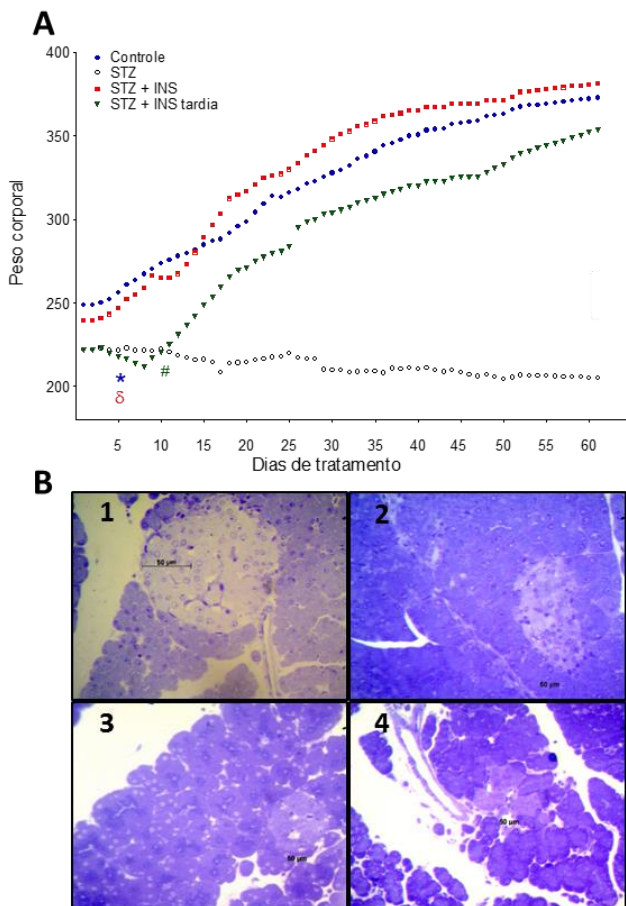 A
400
350
300
250
200
Peso corporal
Controle
STZ
STZ + INS
STZ + INS tardia
*
δ
#
5 10 15 20 25 30 35 40 45 50 55 60
Dias de tratamento
B
1
50 µm
2
50 µm
3
50 µm
4
50 µm